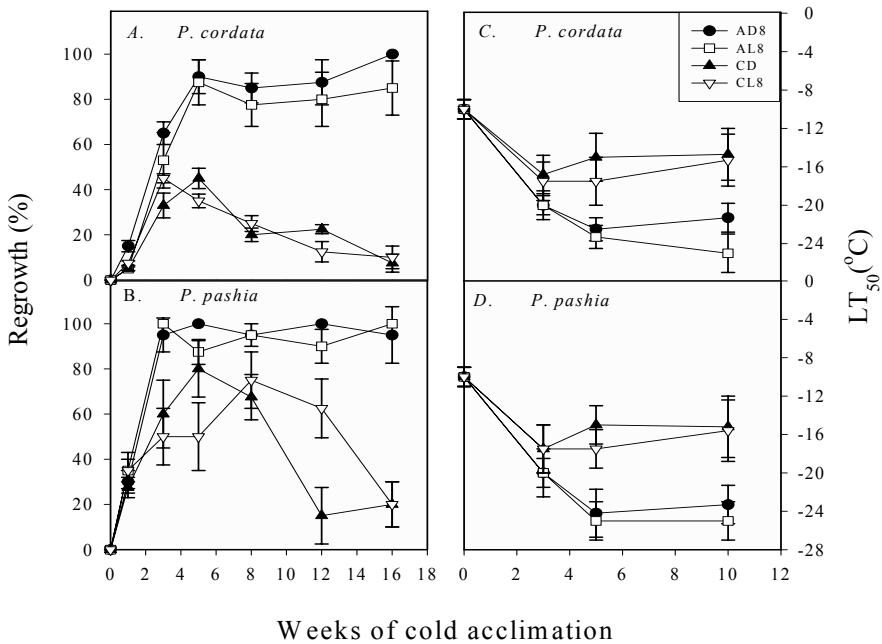 A. P. cordata
C. P. cordata
AD8
AL8
CD
CL8
B. P. pashia
D. P. pashia
Regrowth (%)
100
80
60
40
20
0
100
80
60
40
20
0
0
-4
-8
-12
-16
-20
-24
0
-4
-8
-12
-16
-20
-24
-28
LT50(oC)
0 2 4 6 8 10 12 14 16 18
0 2 4 6 8 10 12
Weeks of cold acclimation